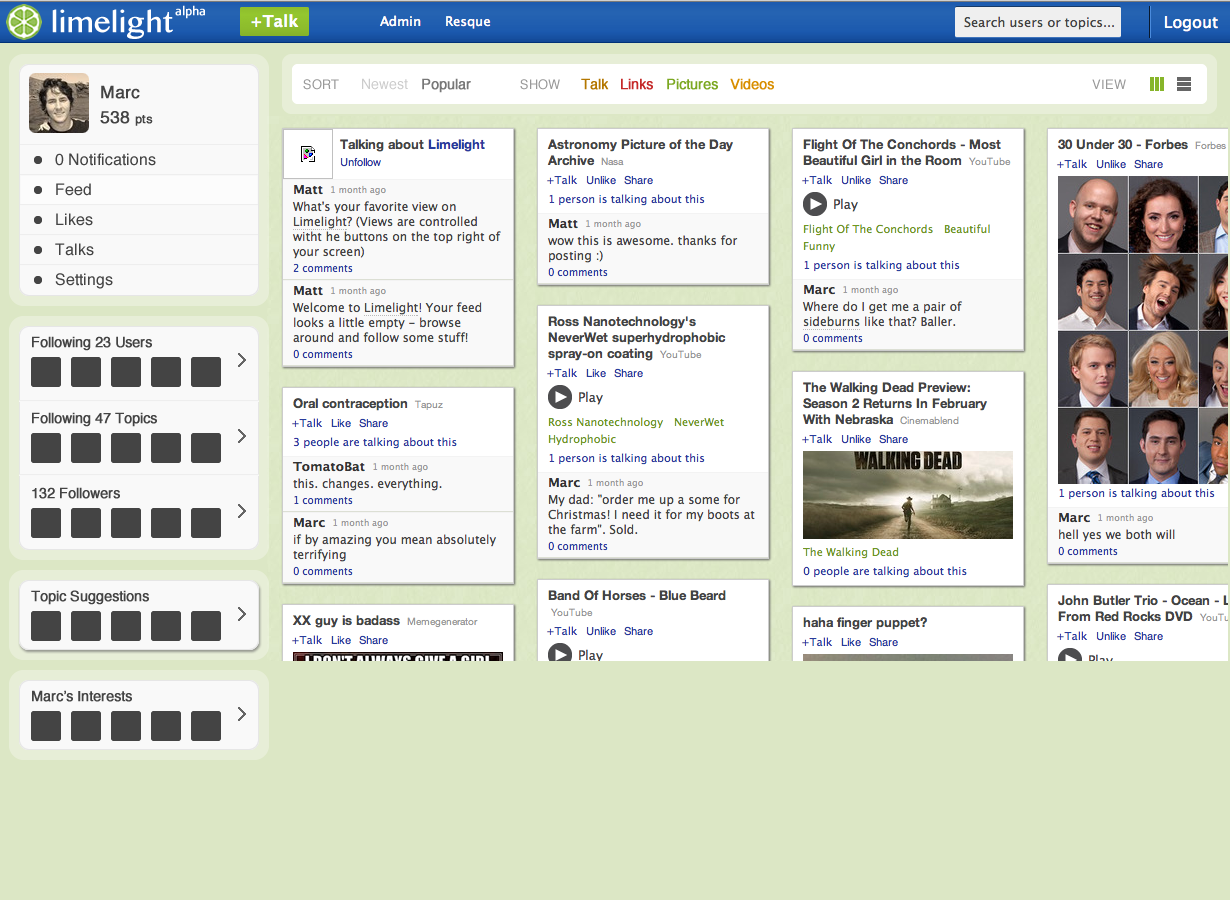 limelight alpha
+Talk
Admin
Resque
Search users or topics...
Logout
Marc
538 pts
0 Notifications
Feed
Likes
Talks
Settings
Following 23 Users
Following 47 Topics
132 Followers
Topic Suggestions
Marc's Interests
SORT Newest Popular SHOW Talk Links Pictures Videos VIEW
Talking about Limelight
Unfollow
Matt 1 month ago
What's your favorite view on
Limelight? (Views are controlled
witht he buttons on the top right of
your screen)
2 comments
Matt 1 month ago
Welcome to Limelight! Your feed
looks a little empty – browse
around and follow some stuff!
0 comments
Oral contraception Tapuz
+Talk Like Share
3 people are talking about this
TomatoBat 1 month ago
this. changes. everything.
1 comments
Marc 1 month ago
if by amazing you mean absolutely
terrifying
0 comments
XX guy is badass Memegenerator
+Talk Like Share
I DON'T ALWAYS GIVE A GIRL
Astronomy Picture of the Day
Archive Nasa
+Talk Unlike Share
1 person is talking about this
Matt 1 month ago
wow this is awesome. thanks for
posting :)
0 comments
Ross Nanotechnology's
NeverWet superhydrophobic
spray-on coating YouTube
+Talk Like Share
Play
Ross Nanotechnology NeverWet
Hydrophobic
1 person is talking about this
Marc 1 month ago
My dad: "order me up a some for
Christmas! I need it for my boots at
the farm". Sold.
0 comments
Band Of Horses - Blue Beard
YouTube
+Talk Unlike Share
Play
Flight Of The Conchords - Most
Beautiful Girl in the Room YouTube
+Talk Unlike Share
Play
Flight Of The Conchords Beautiful
Funny
1 person is talking about this
Marc 1 month ago
Where do I get me a pair of
sideburns like that? Baller.
0 comments
The Walking Dead Preview:
Season 2 Returns In February
With Nebraska Cinemablend
+Talk Unlike Share
WALKING DEAD
The Walking Dead
0 people are talking about this
haha finger puppet?
+Talk Like Share
30 Under 30 - Forbes Forbes
+Talk Unlike Share
1 person is talking about this
Marc 1 month ago
hell yes we both will
0 comments
John Butler Trio - Ocean - L
From Red Rocks DVD YouTu
+Talk Unlike Share
Play